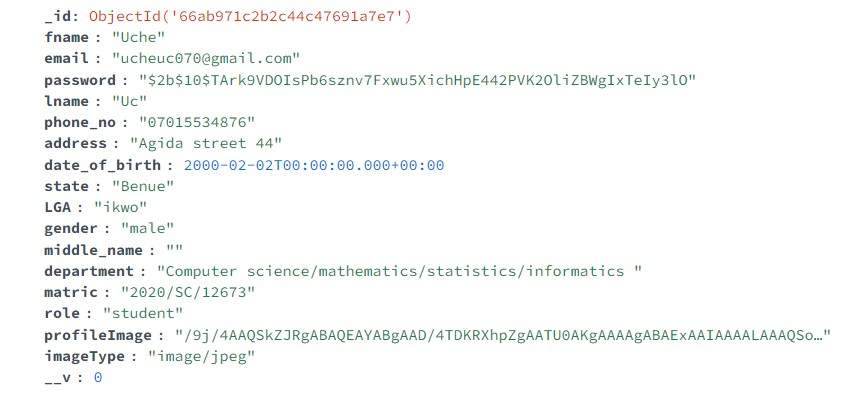 _id: ObjectId('66ab971c2b2c44c47691a7e7')
fname : "Uche"
email : "ucheuc070@gmail.com"
password : "$2b$10$TArk9VDOIsPb6sznv7Fxwu5XichHpE442PVK2OliZBWgIxTeIy3lO"
lname : "Uc"
phone_no : "07015534876"
address : "Agida street 44"
date_of_birth : 2000-02-02T00:00:00.000+00:00
state : "Benue"
LGA : "ikwo"
gender : "male"
middle_name : ""
department : "Computer science/mathematics/statistics/informatics "
matric : "2020/SC/12673"
role : "student"
profileImage : "/9j/4AAQSkZJRgABAQEAYABgAAD/4TDKRXhpZgAATU0AKgAAAAgABAExAAIAAAALAAAQSo…"
imageType : "image/jpeg"
__v : 0